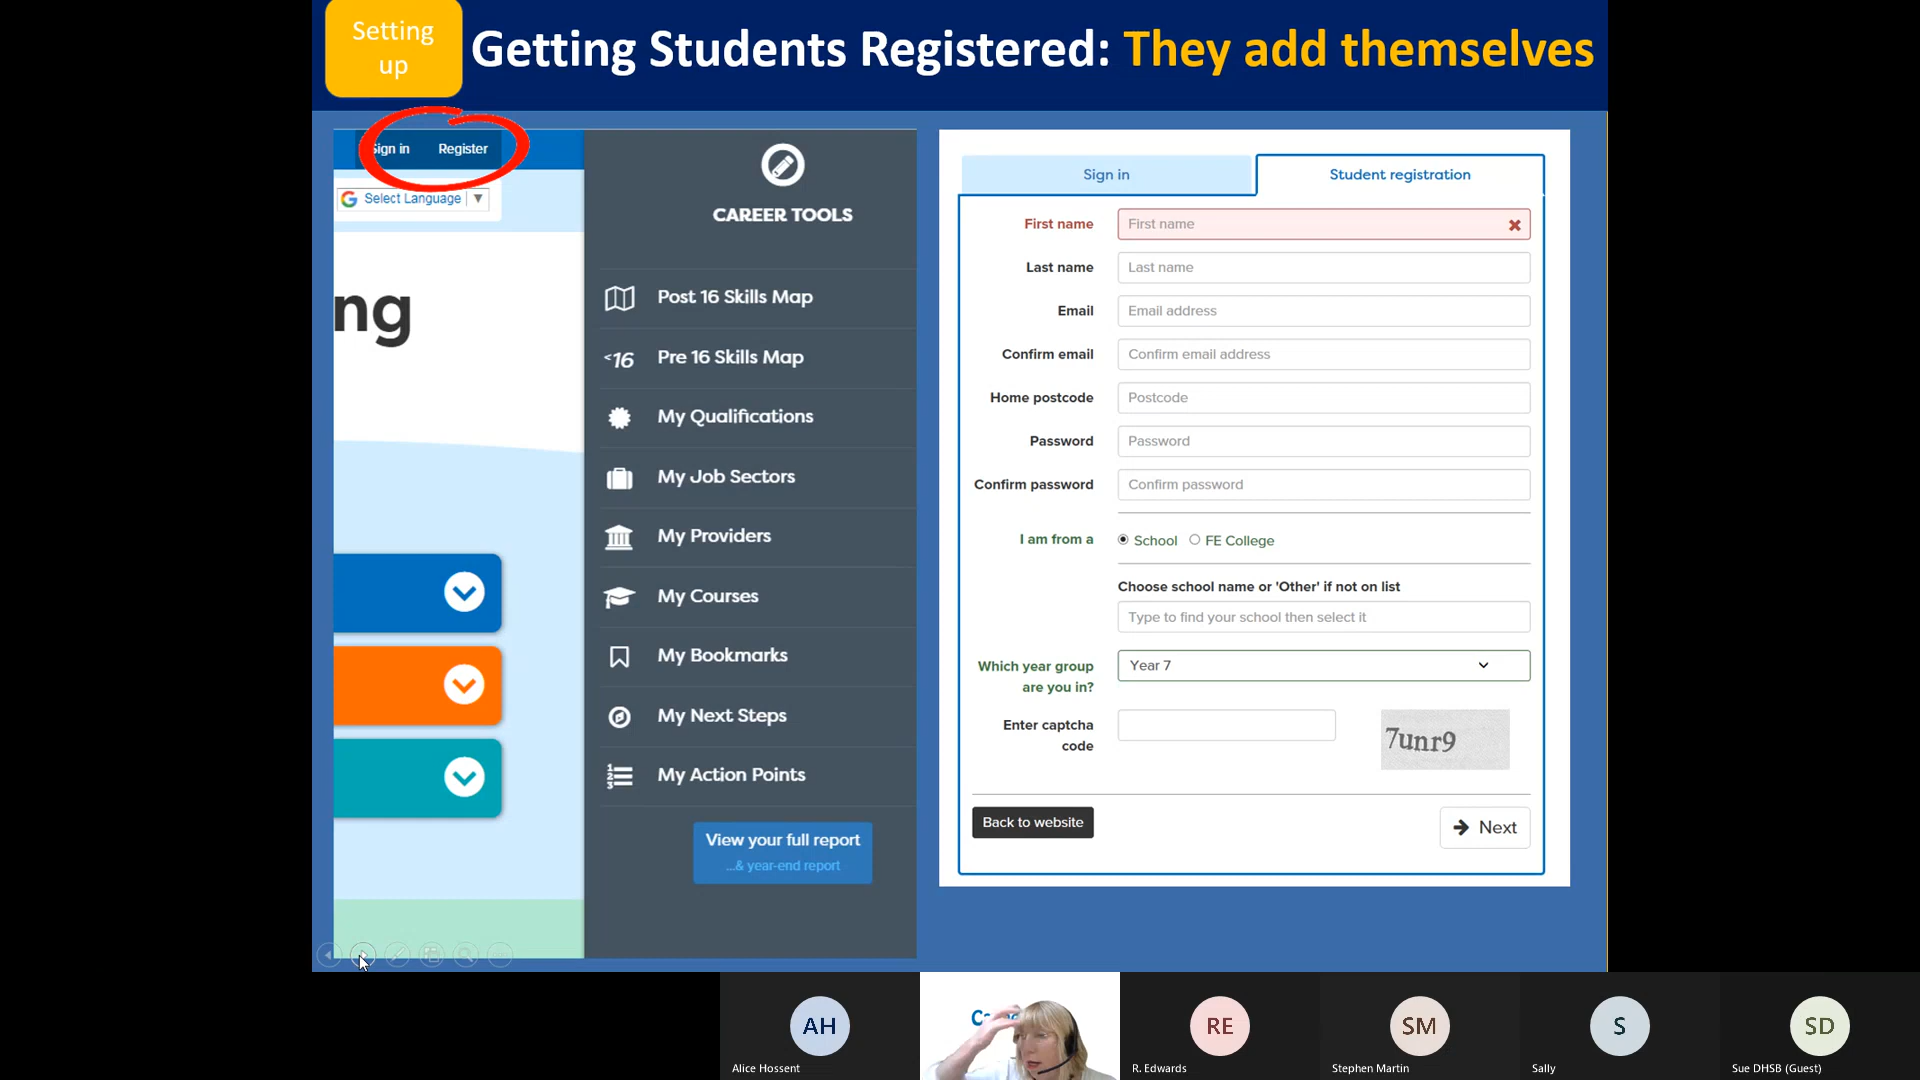 Setting
up
Getting Students Registered: They add themselves
Sign in Register
Select Language
ng
CAREER TOOLS
Post 16 Skills Map
<16 Pre 16 Skills Map
My Qualifications
My Job Sectors
My Providers
My Courses
My Bookmarks
My Next Steps
My Action Points
View your full report
...& year-end report
Sign in Student registration
First name First name
Last name Last name
Email Email address
Confirm email Confirm email address
Home postcode Postcode
Password Password
Confirm password Confirm password
I am from a School FE College
Choose school name or 'Other' if not on list
Type to find your school then select it
Which year group Year 7
are you in?
Enter captcha
code
7unr9
Back to website Next
AH RE SM S SD
Alice Hossent R. Edwards Stephen Martin Sally Sue DHSB (Guest)